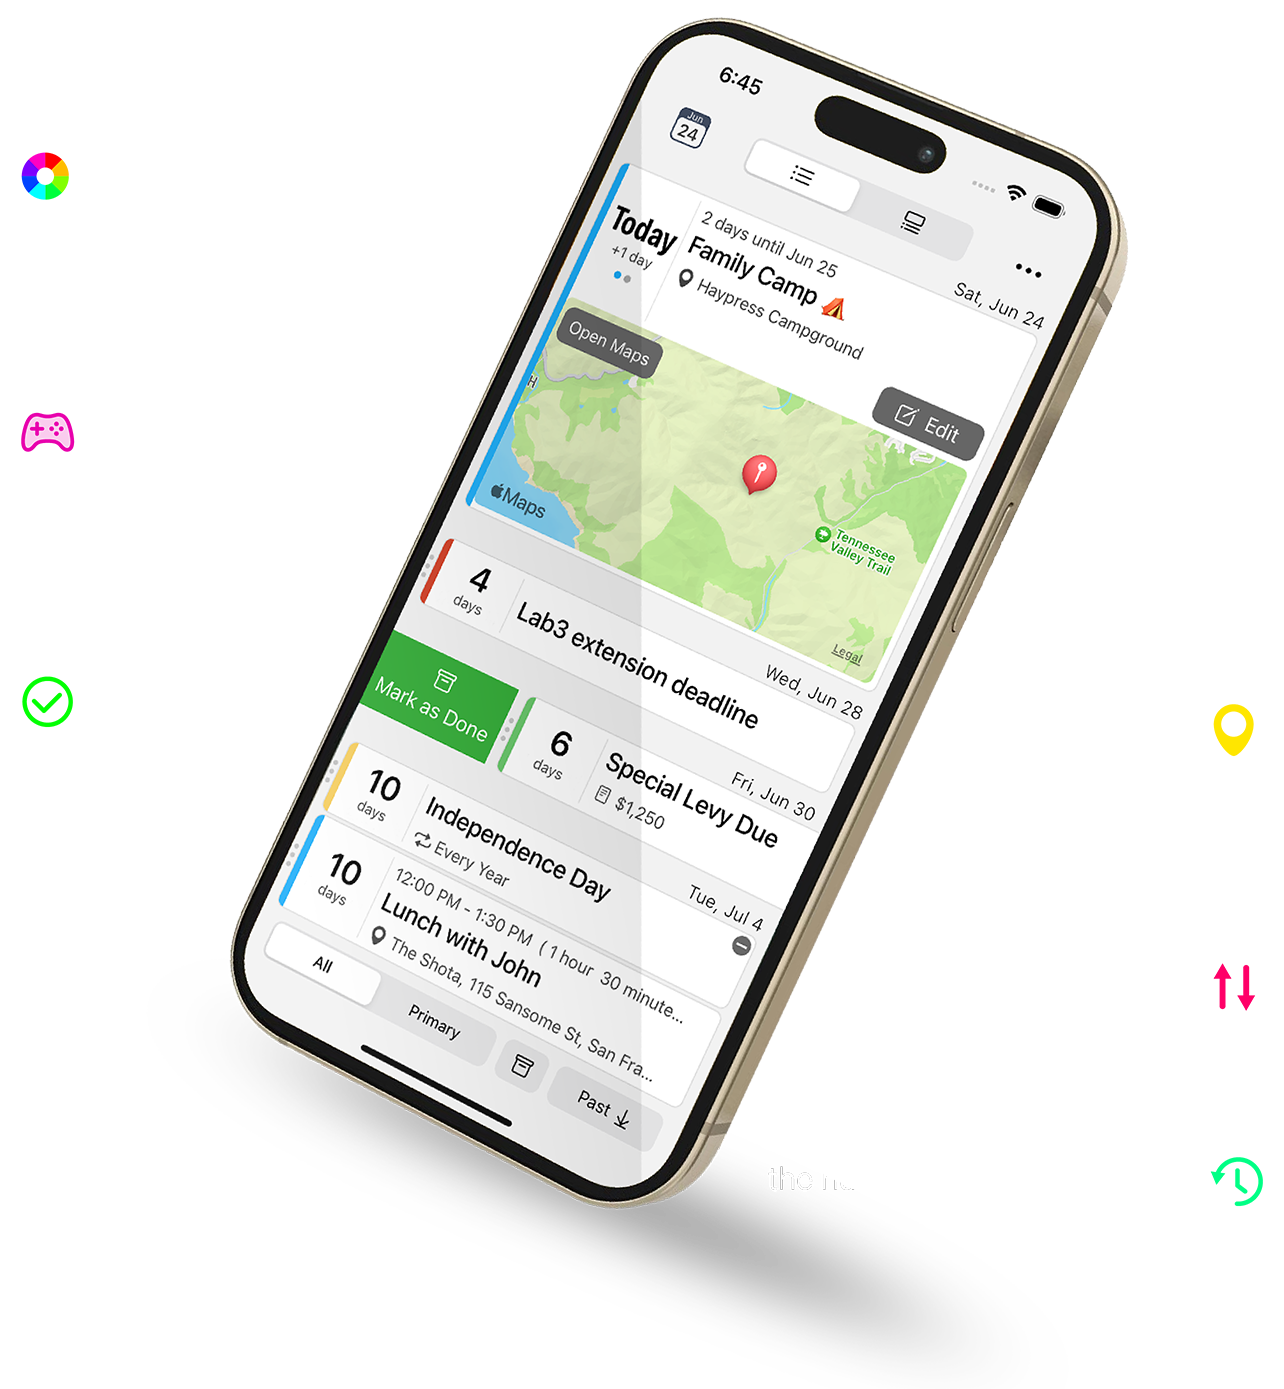 6:45
Jun
24
Sat, Jun 24
Today
+1 day
2 days until Jun 25
Family Camp
Haypress Campground
Open Maps
Edit
H
Maps
Tennessee
Valley Trail
Legal
Wed, Jun 28
4
days
Lab3 extension deadline
Fri, Jun 30
Mark as Done
6
days
Special Levy Due
$1,250
Tue, Jul 4
10
days
Independence Day
Every Year
10
days
12:00 PM - 1:30 PM ( 1 hour 30 minute...
Lunch with John
The Shota, 115 Sansome St, San Fra...
All
Primary
Past